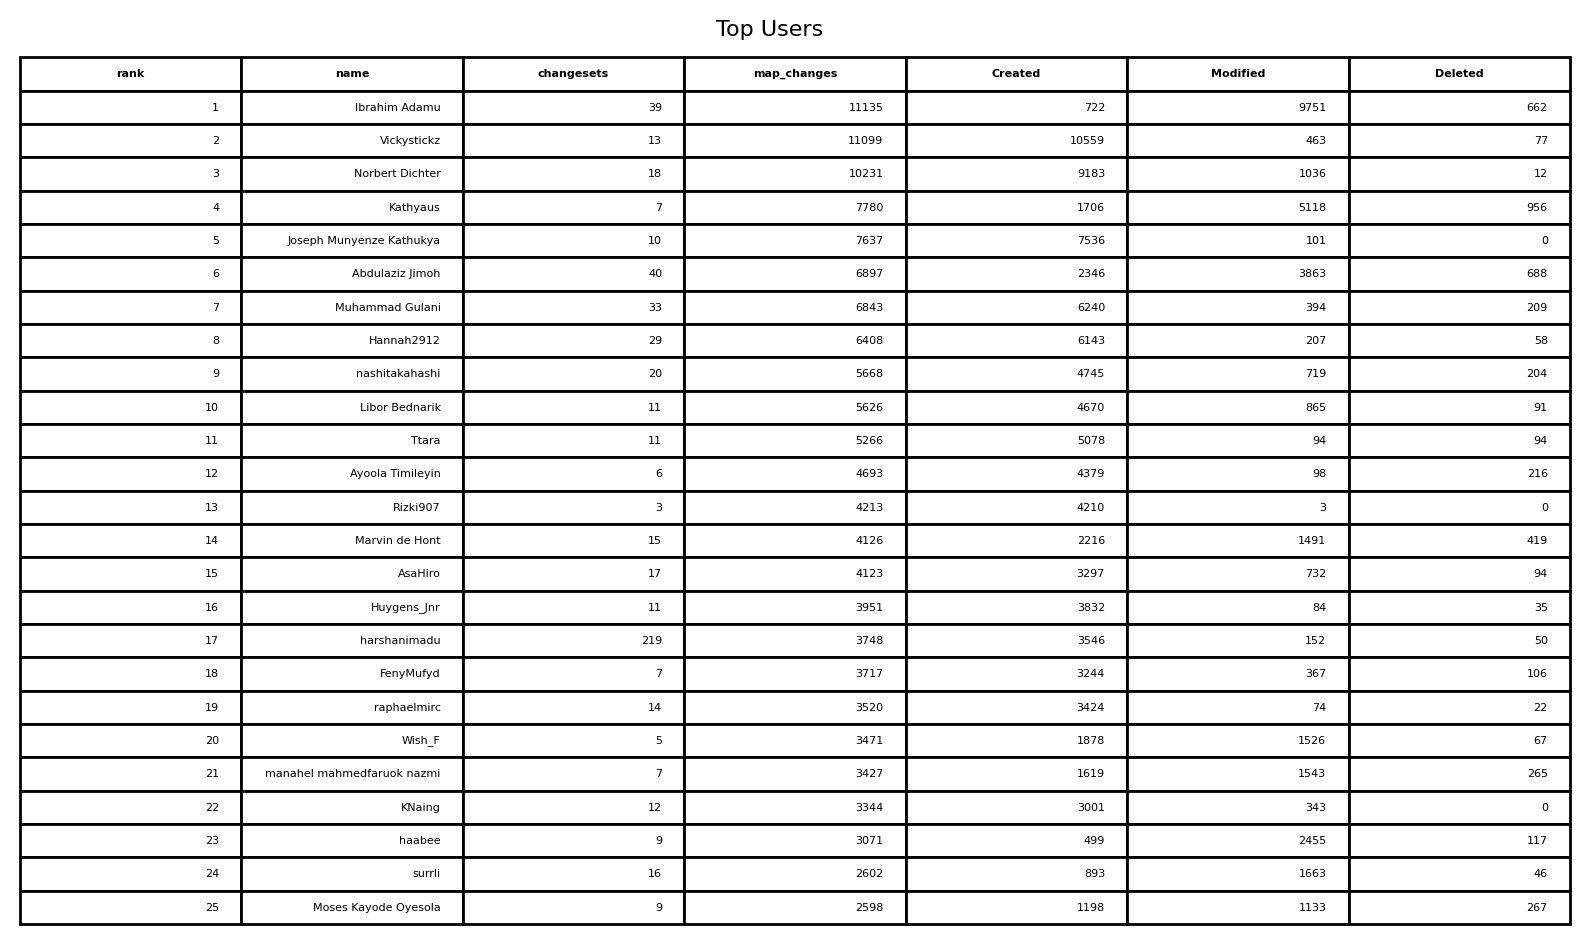 Top Users
rank name changesets map_changes Created Modified Deleted
1 Ibrahim Adamu 39 11135 722 9751 662
2 Vickystickz 13 11099 10559 463 77
3 Norbert Dichter 18 10231 9183 1036 12
4 Kathyaus 7 7780 1706 5118 956
5 Joseph Munyenze Kathukya 10 7637 7536 101 0
6 Abdulaziz Jimoh 40 6897 2346 3863 688
7 Muhammad Gulani 33 6843 6240 394 209
8 Hannah2912 29 6408 6143 207 58
9 nashitakahashi 20 5668 4745 719 204
10 Libor Bednarik 11 5626 4670 865 91
11 Ttara 11 5266 5078 94 94
12 Ayoola Timileyin 6 4693 4379 98 216
13 Rizki907 3 4213 4210 3 0
14 Marvin de Hont 15 4126 2216 1491 419
15 AsaHiro 17 4123 3297 732 94
16 Huygens_Jnr 11 3951 3832 84 35
17 harshanimadu 219 3748 3546 152 50
18 FenyMufyd 7 3717 3244 367 106
19 raphaelmirc 14 3520 3424 74 22
20 Wish_F 5 3471 1878 1526 67
21 manahel mahmedfaruok nazmi 7 3427 1619 1543 265
22 KNaing 12 3344 3001 343 0
23 haabee 9 3071 499 2455 117
24 surrli 16 2602 893 1663 46
25 Moses Kayode Oyesola 9 2598 1198 1133 267